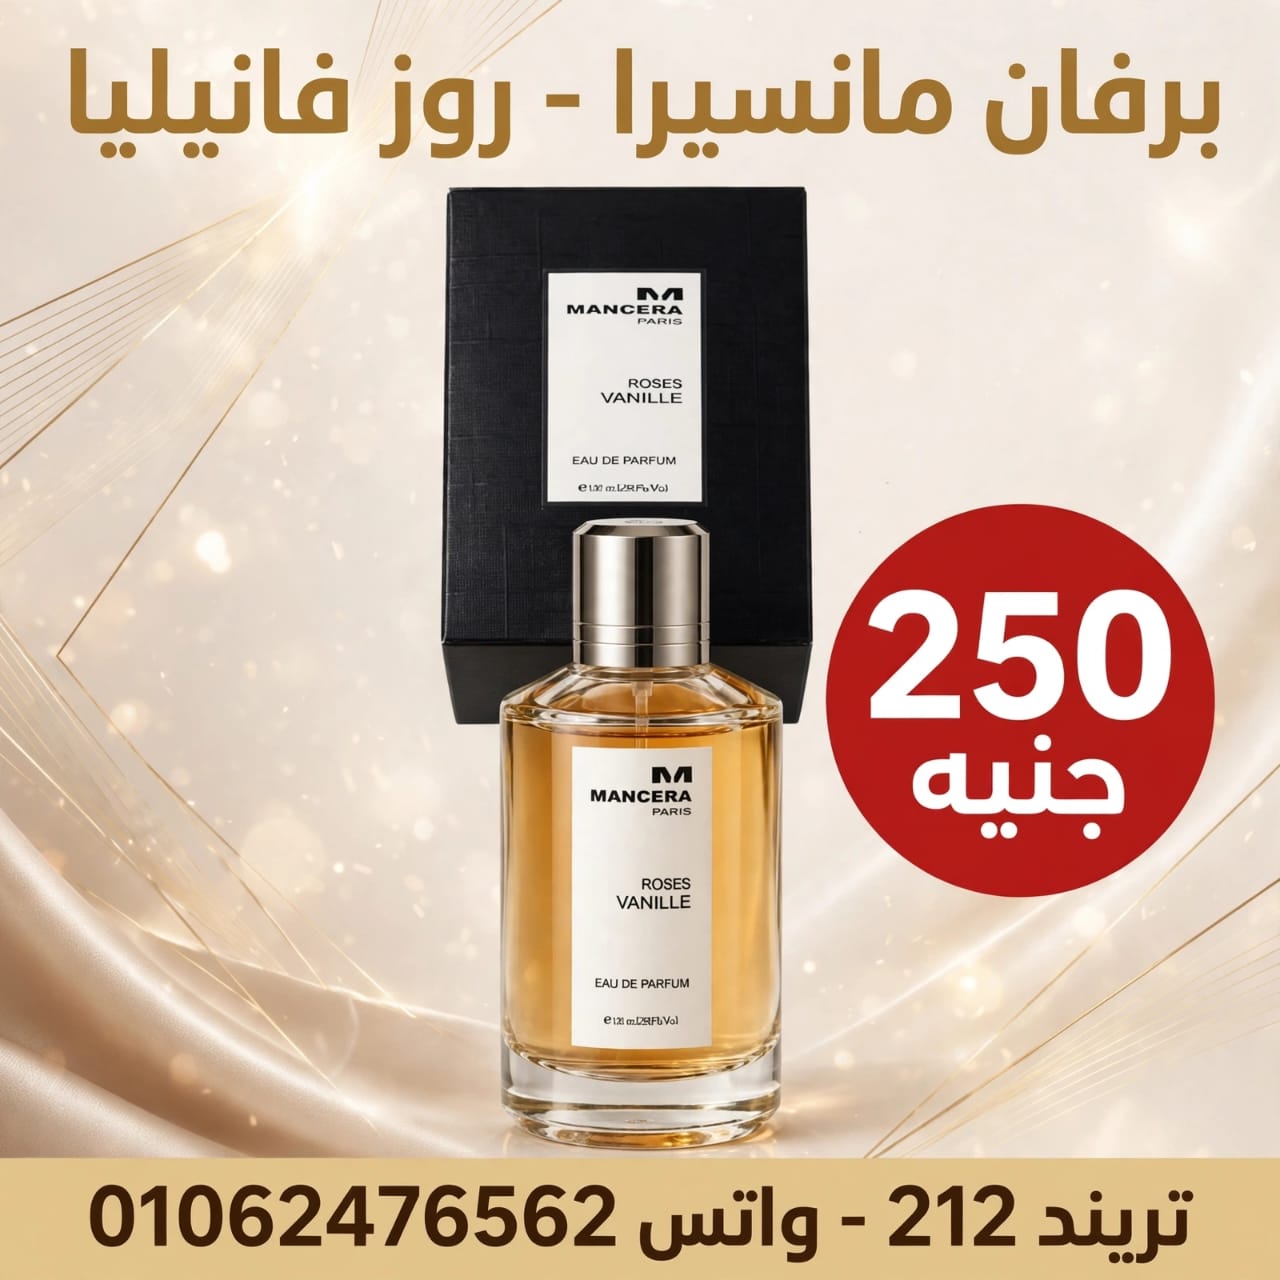 برفان مانسيرا - روز فانيليا
MANCERA
PARIS
ROSES
VANILLE
EAU DE PARFUM
250
جنيه
MANCERA
PARIS
ROSES
VANILLE
EAU DE PARFUM
تريند 212 - واتس 01062476562